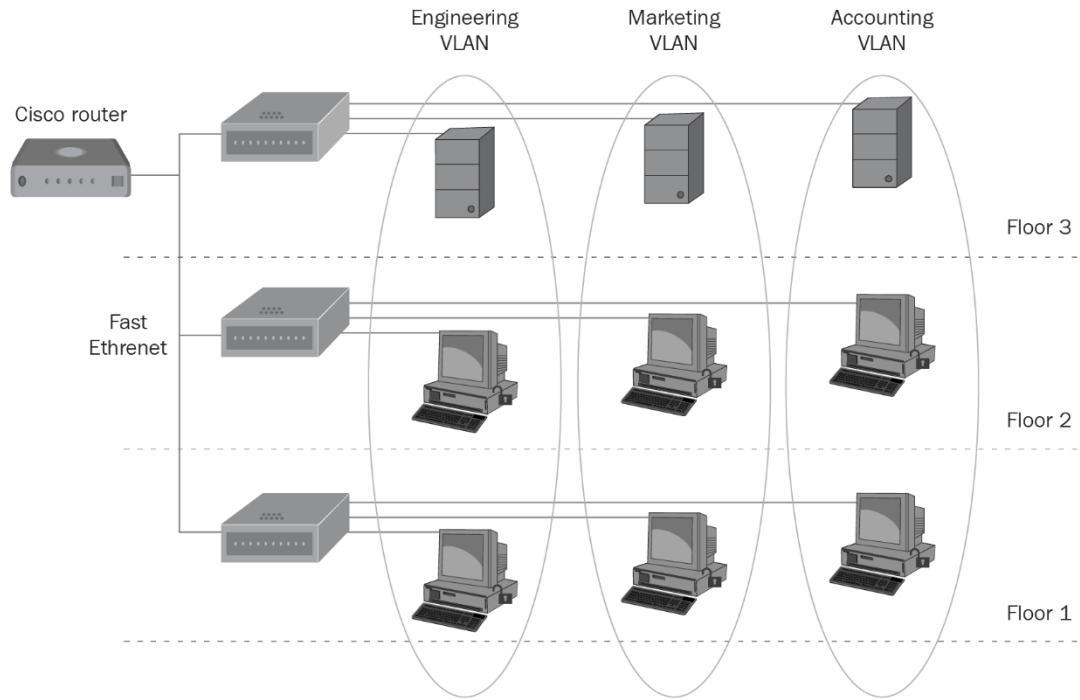 Engineering
VLAN
Marketing
VLAN
Accounting
VLAN
Cisco router
Floor 3
Fast
Ethrenet
Floor 2
Floor 1